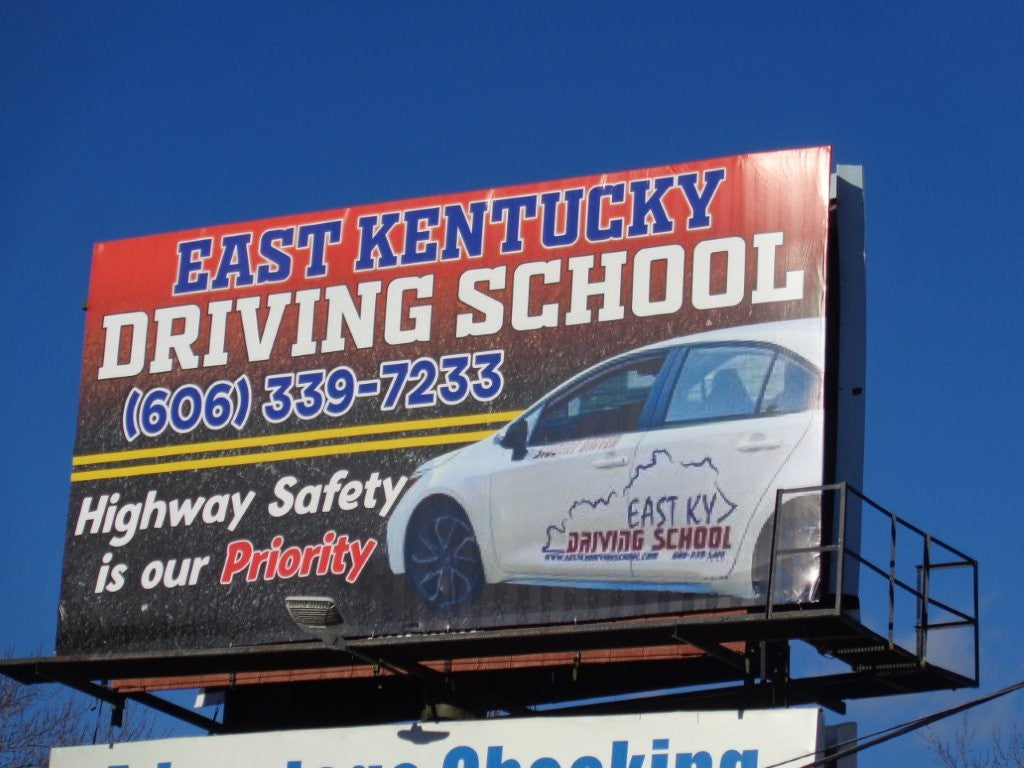 EAST KENTUCKY
DRIVING SCHOOL
(606) 339-7233
Highway Safety
is our Priority
EAST KY
DRIVING SCHOOL
Checking